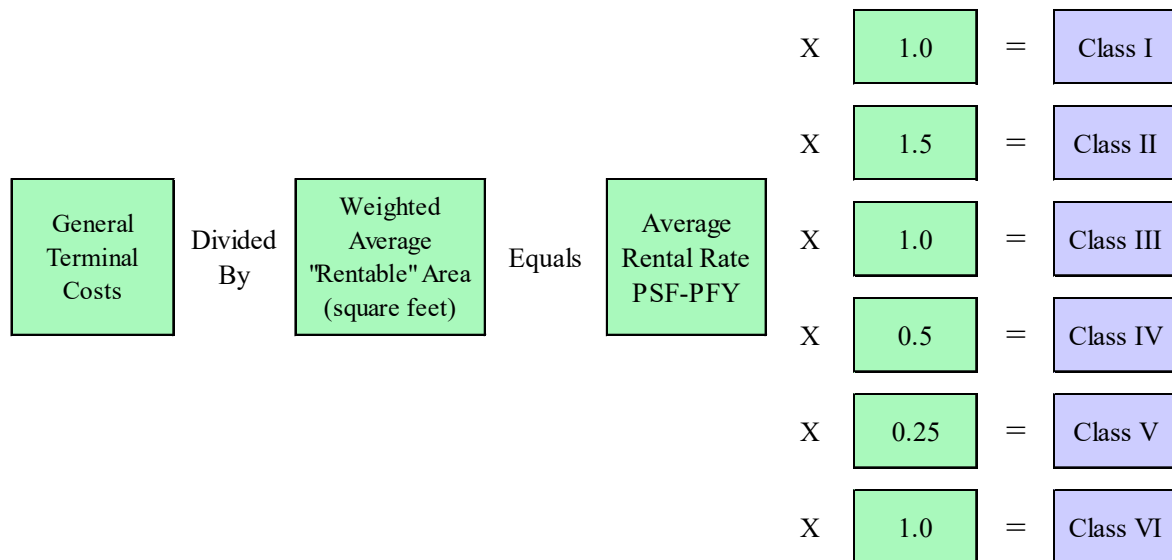 General
Terminal
Costs
Divided
By
Weighted
Average
"Rentable" Area
(square feet)
Equals
Average
Rental Rate
PSF-PFY
X 1.0 = Class I
X 1.5 = Class II
X 1.0 = Class III
X 0.5 = Class IV
X 0.25 = Class V
X 1.0 = Class VI